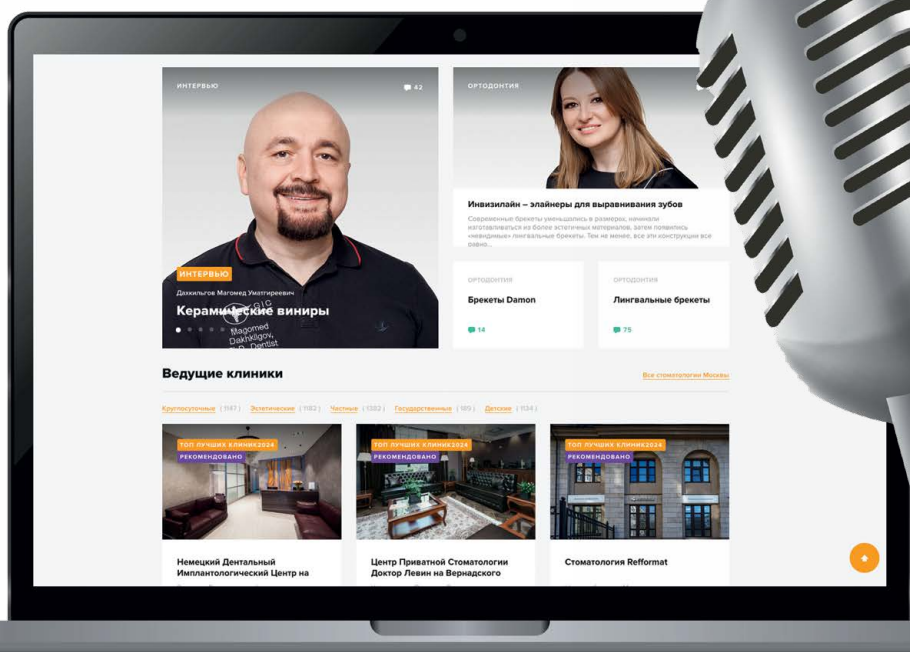 ИНТЕРВЬЮ
42
ИНТЕРВЬЮ
Дахкильгов Магомед Уматгиреевич
Керамические виниры
Magomed
Dakhkilgov,
Dentist
ОРТОДОНТИЯ
Инвизилайн – элайнеры для выравнивания зубов
Современные брекеты уменьшились в размерах, начинали
изготавливаться из более эстетичных материалов, затем появились
«невидимые» лингвальные брекеты. Тем не менее, все эти конструкции все
равно...
ОРТОДОНТИЯ
Брекеты Damon
14
ОРТОДОНТИЯ
Лингвальные брекеты
75
Ведущие клиники
Все стоматологии Москвы
Круглосуточные ( 1147 ) Эстетические ( 1182 ) Частные ( 1382 ) Государственные ( 189 ) Детские ( 1134 )
ТОП ЛУЧШИХ КЛИНИК2024
РЕКОМЕНДОВАНО
Немецкий Дентальный
Имплантологический Центр на
ТОП ЛУЧШИХ КЛИНИК2024
РЕКОМЕНДОВАНО
Центр Приватной Стоматологии
Доктор Левин на Вернадского
ТОП ЛУЧШИХ КЛИНИК2024
РЕКОМЕНДОВАНО
Стоматология Refformat